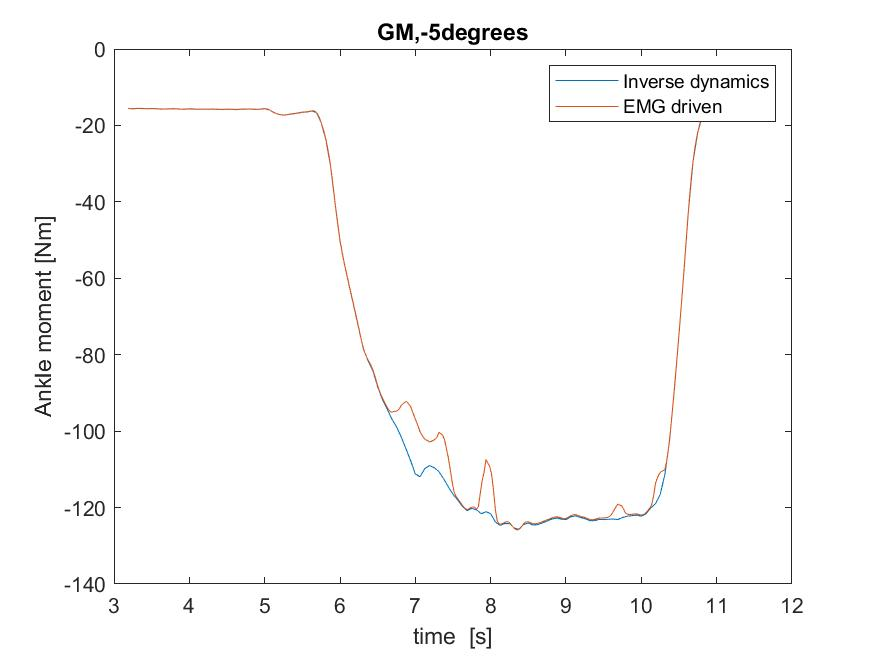 GM,-5degrees
Inverse dynamics
EMG driven
0
-20
-40
-60
-80
-100
-120
-140
Ankle moment [Nm]
3 4 5 6 7 8 9 10 11 12
time [s]